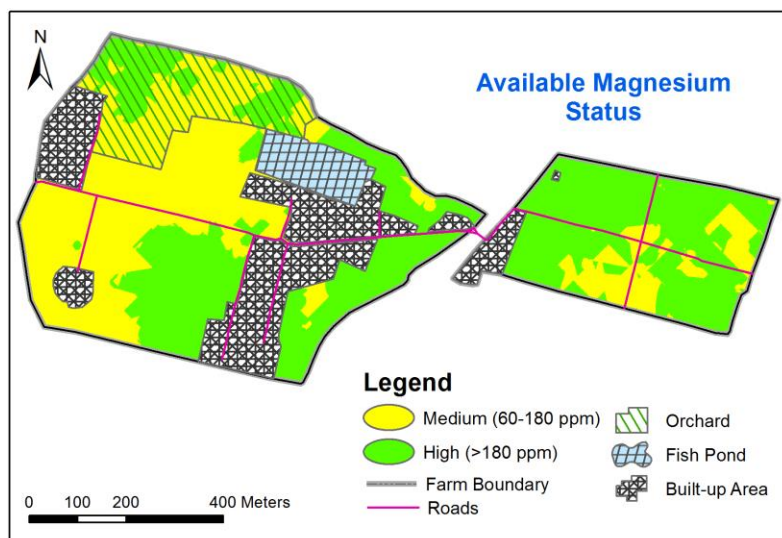 N
Available Magnesium
Status
Legend
Medium (60-180 ppm)
High (>180 ppm)
Farm Boundary
Roads
Orchard
Fish Pond
Built-up Area
0 100 200 400 Meters